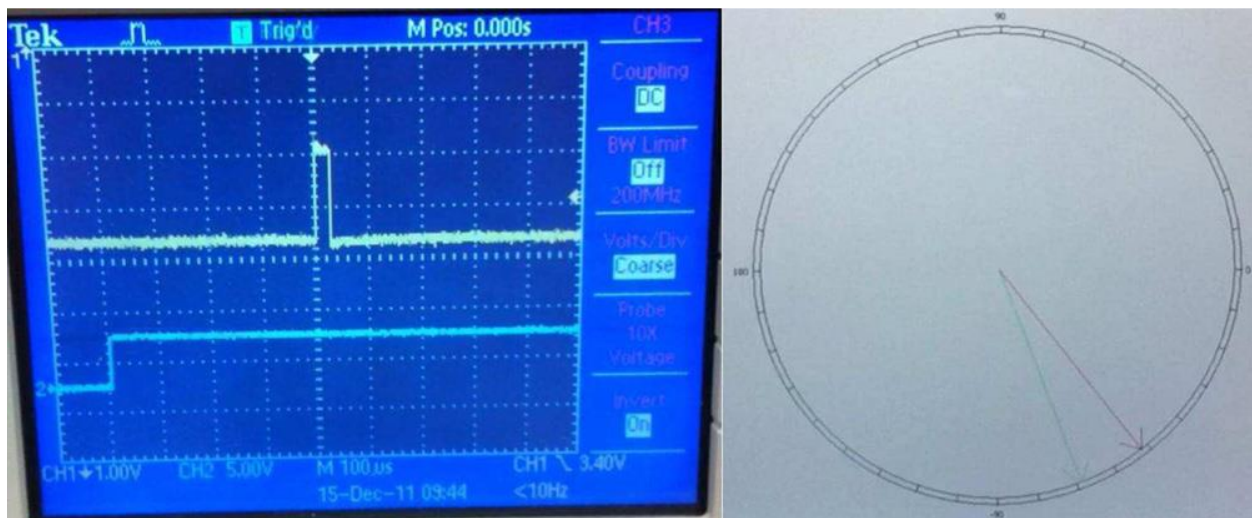 Tek
T Trig'd
M Pos: 0.000s
CH3
1
Coupling
DC
BW Limit
Off
200MHz
Volts/Div
Coarse
Probe
10X
Voltage
2
Invert
On
CH1 1.00V
CH2 5.00V
M 100us
CH1 3.40V
15-Dec-11 09:44
<10Hz
90
180
0
-90